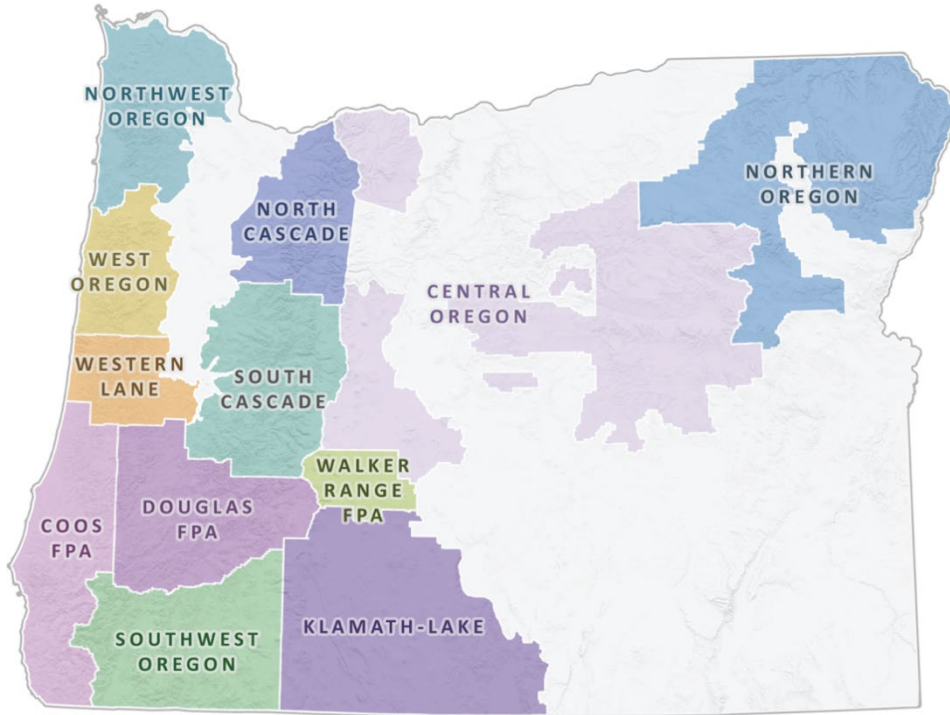 NORTHWEST
OREGON
NORTHERN
OREGON
NORTH
CASCADE
WEST
OREGON
CENTRAL
OREGON
WESTERN
LANE
SOUTH
CASCADE
WALKER
RANGE
FPA
DOUGLAS
FPA
COOS
FPA
KLAMATH-LAKE
SOUTHWEST
OREGON